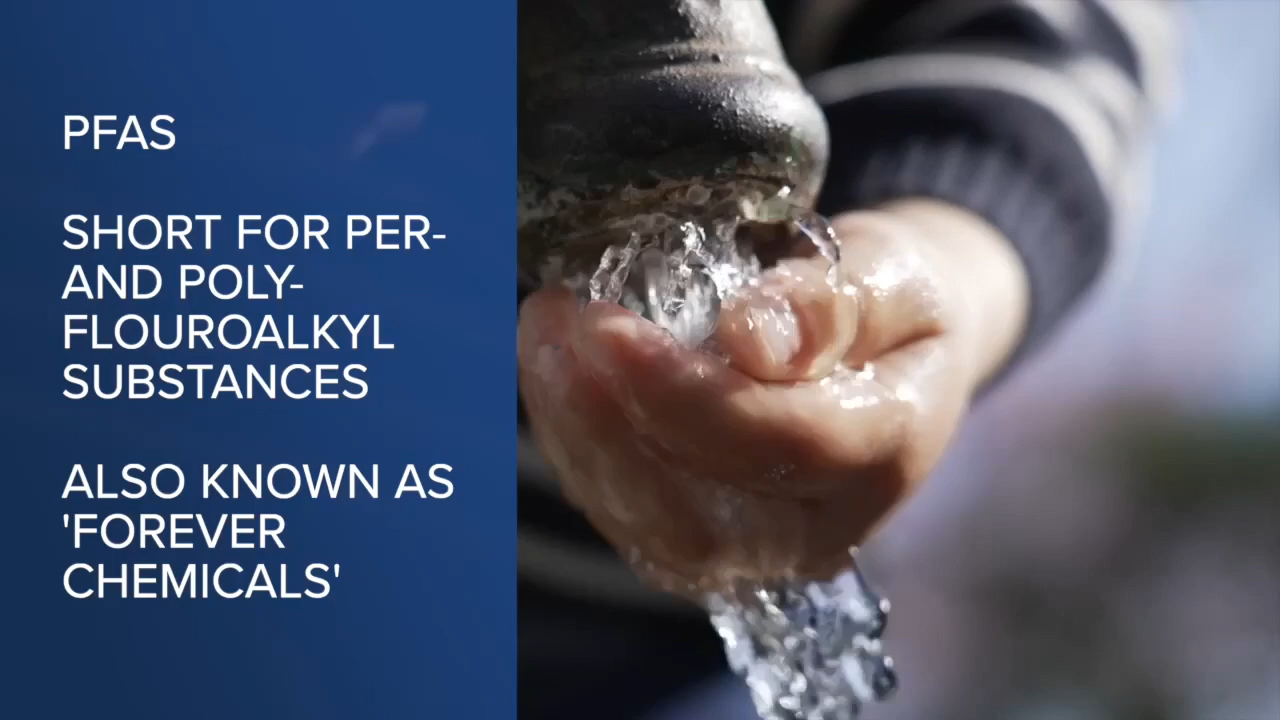 PFAS
SHORT FOR PER-
AND POLY-
FLOUROALKYL
SUBSTANCES
ALSO KNOWN AS
'FOREVER
CHEMICALS'